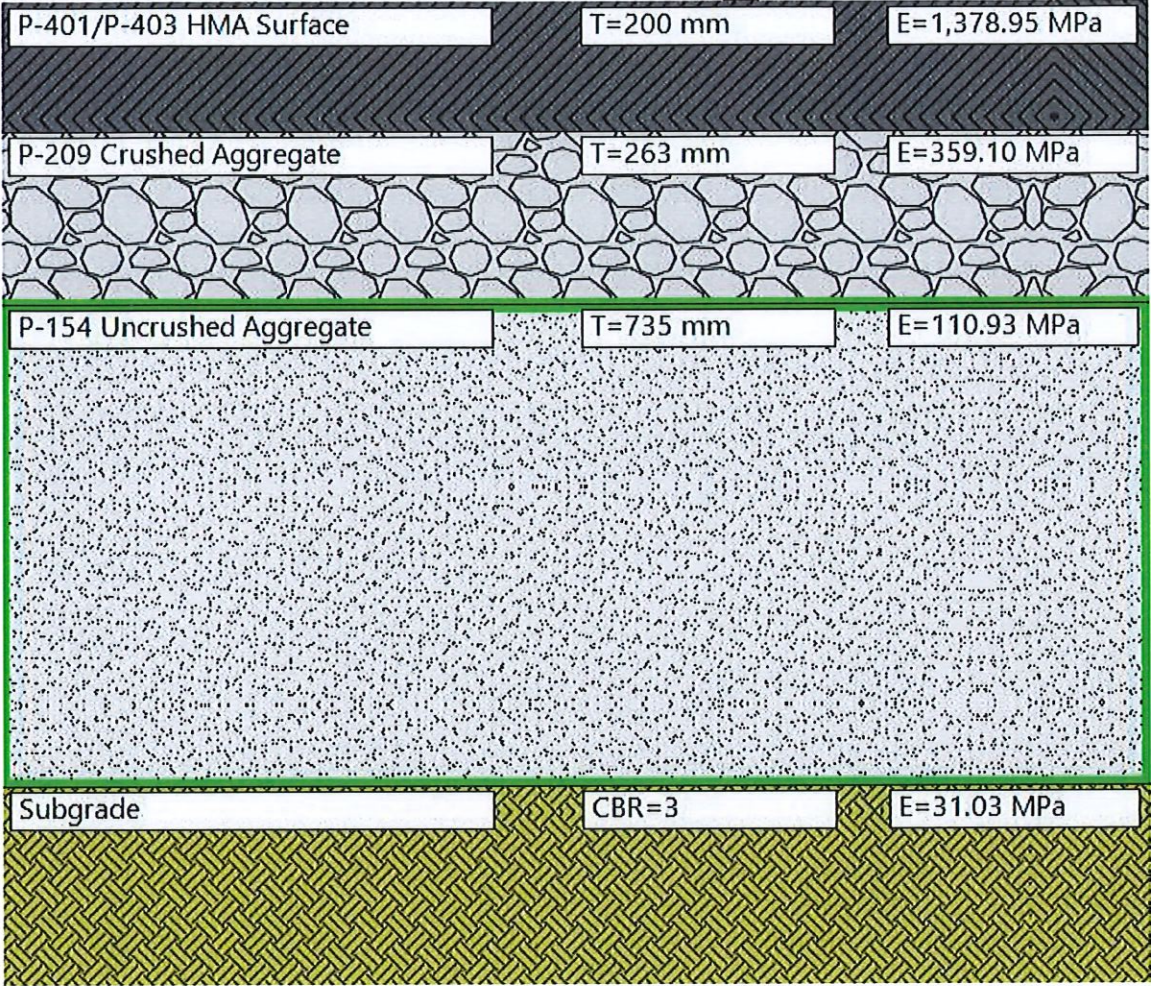 P-401/P-403 HMA Surface T=200 mm E=1,378.95 MPa
P-209 Crushed Aggregate T=263 mm E=359.10 MPa
P-154 Uncrushed Aggregate T=735 mm E=110.93 MPa
Subgrade CBR=3 E=31.03 MPa